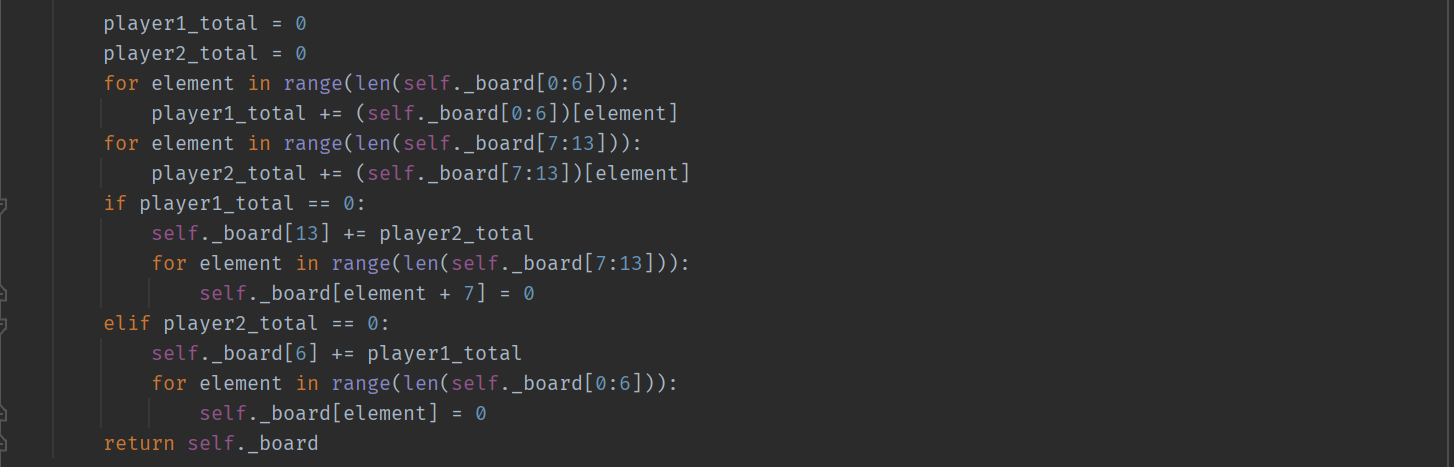 player1_total = 0
player2_total = 0
for element in range(len(self._board[0:6])):
    player1_total += (self._board[0:6])[element]
for element in range(len(self._board[7:13])):
    player2_total += (self._board[7:13])[element]
if player1_total == 0:
    self._board[13] += player2_total
    for element in range(len(self._board[7:13])):
        self._board[element + 7] = 0
elif player2_total == 0:
    self._board[6] += player1_total
    for element in range(len(self._board[0:6])):
        self._board[element] = 0
return self._board